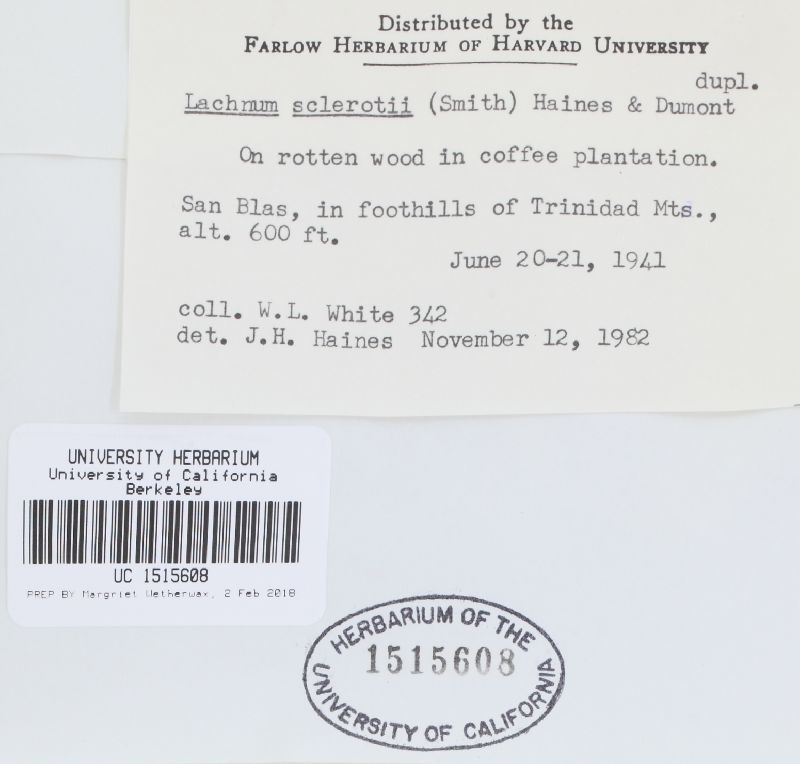 Distributed by the
FARLOW HERBARIUM OF HARVARD UNIVERSITY
dupl.
Lachnum sclerotii (Smith) Haines & Dumont
On rotten wood in coffee plantation.
San Blas, in foothills of Trinidad Mts.,
alt. 600 ft.
June 20-21, 1941
coll. W.L. White 342
det. J.H. Haines November 12, 1982
UNIVERSITY HERBARIUM
University of California
Berkeley
UC 1515608
PREP BY Margriet Wetherwax, 2 Feb 2018
HERBARIUM OF THE
1515608
UNIVERSITY OF CALIFORNIA